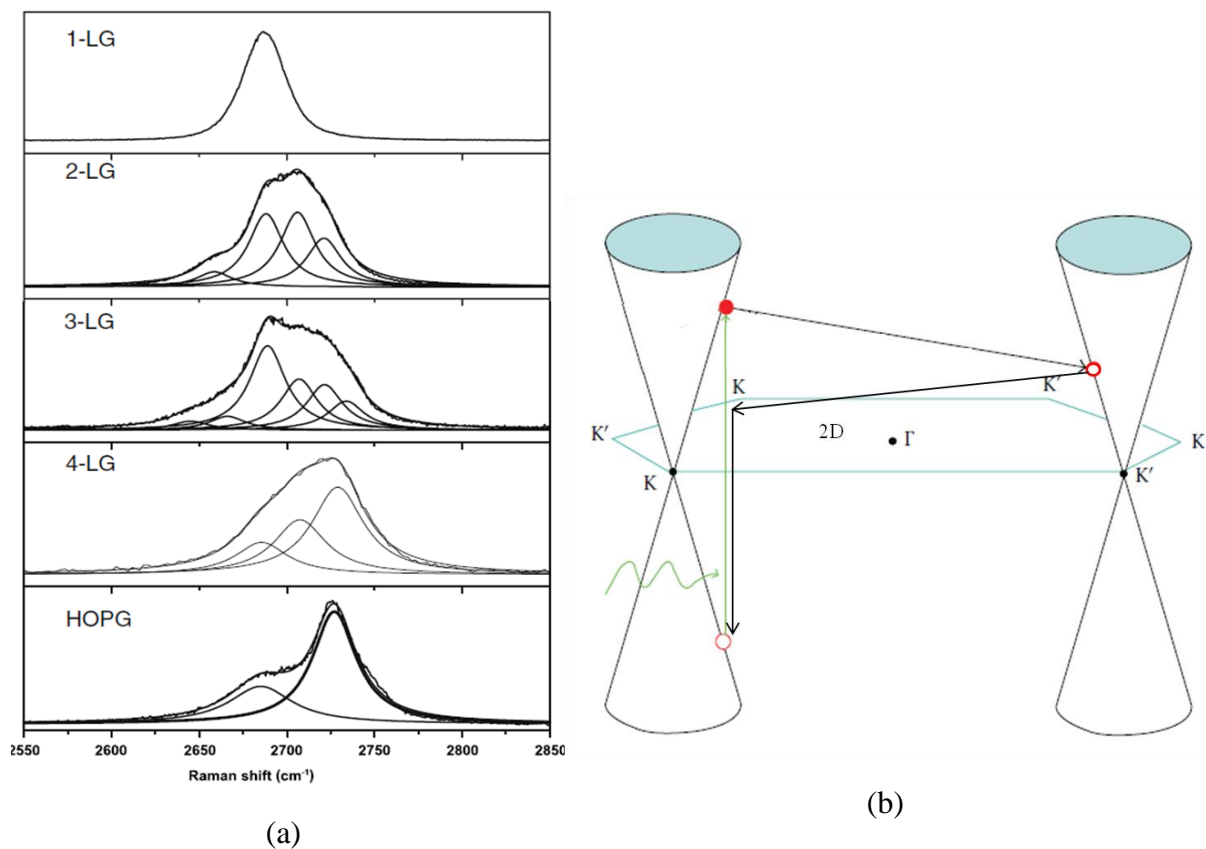 1-LG
2-LG
3-LG
4-LG
HOPG
2550 2600 2650 2700 2750 2800 2850
Raman shift (cm⁻¹)
(a)
K K′
K′ 2D Γ K
K K′
(b)